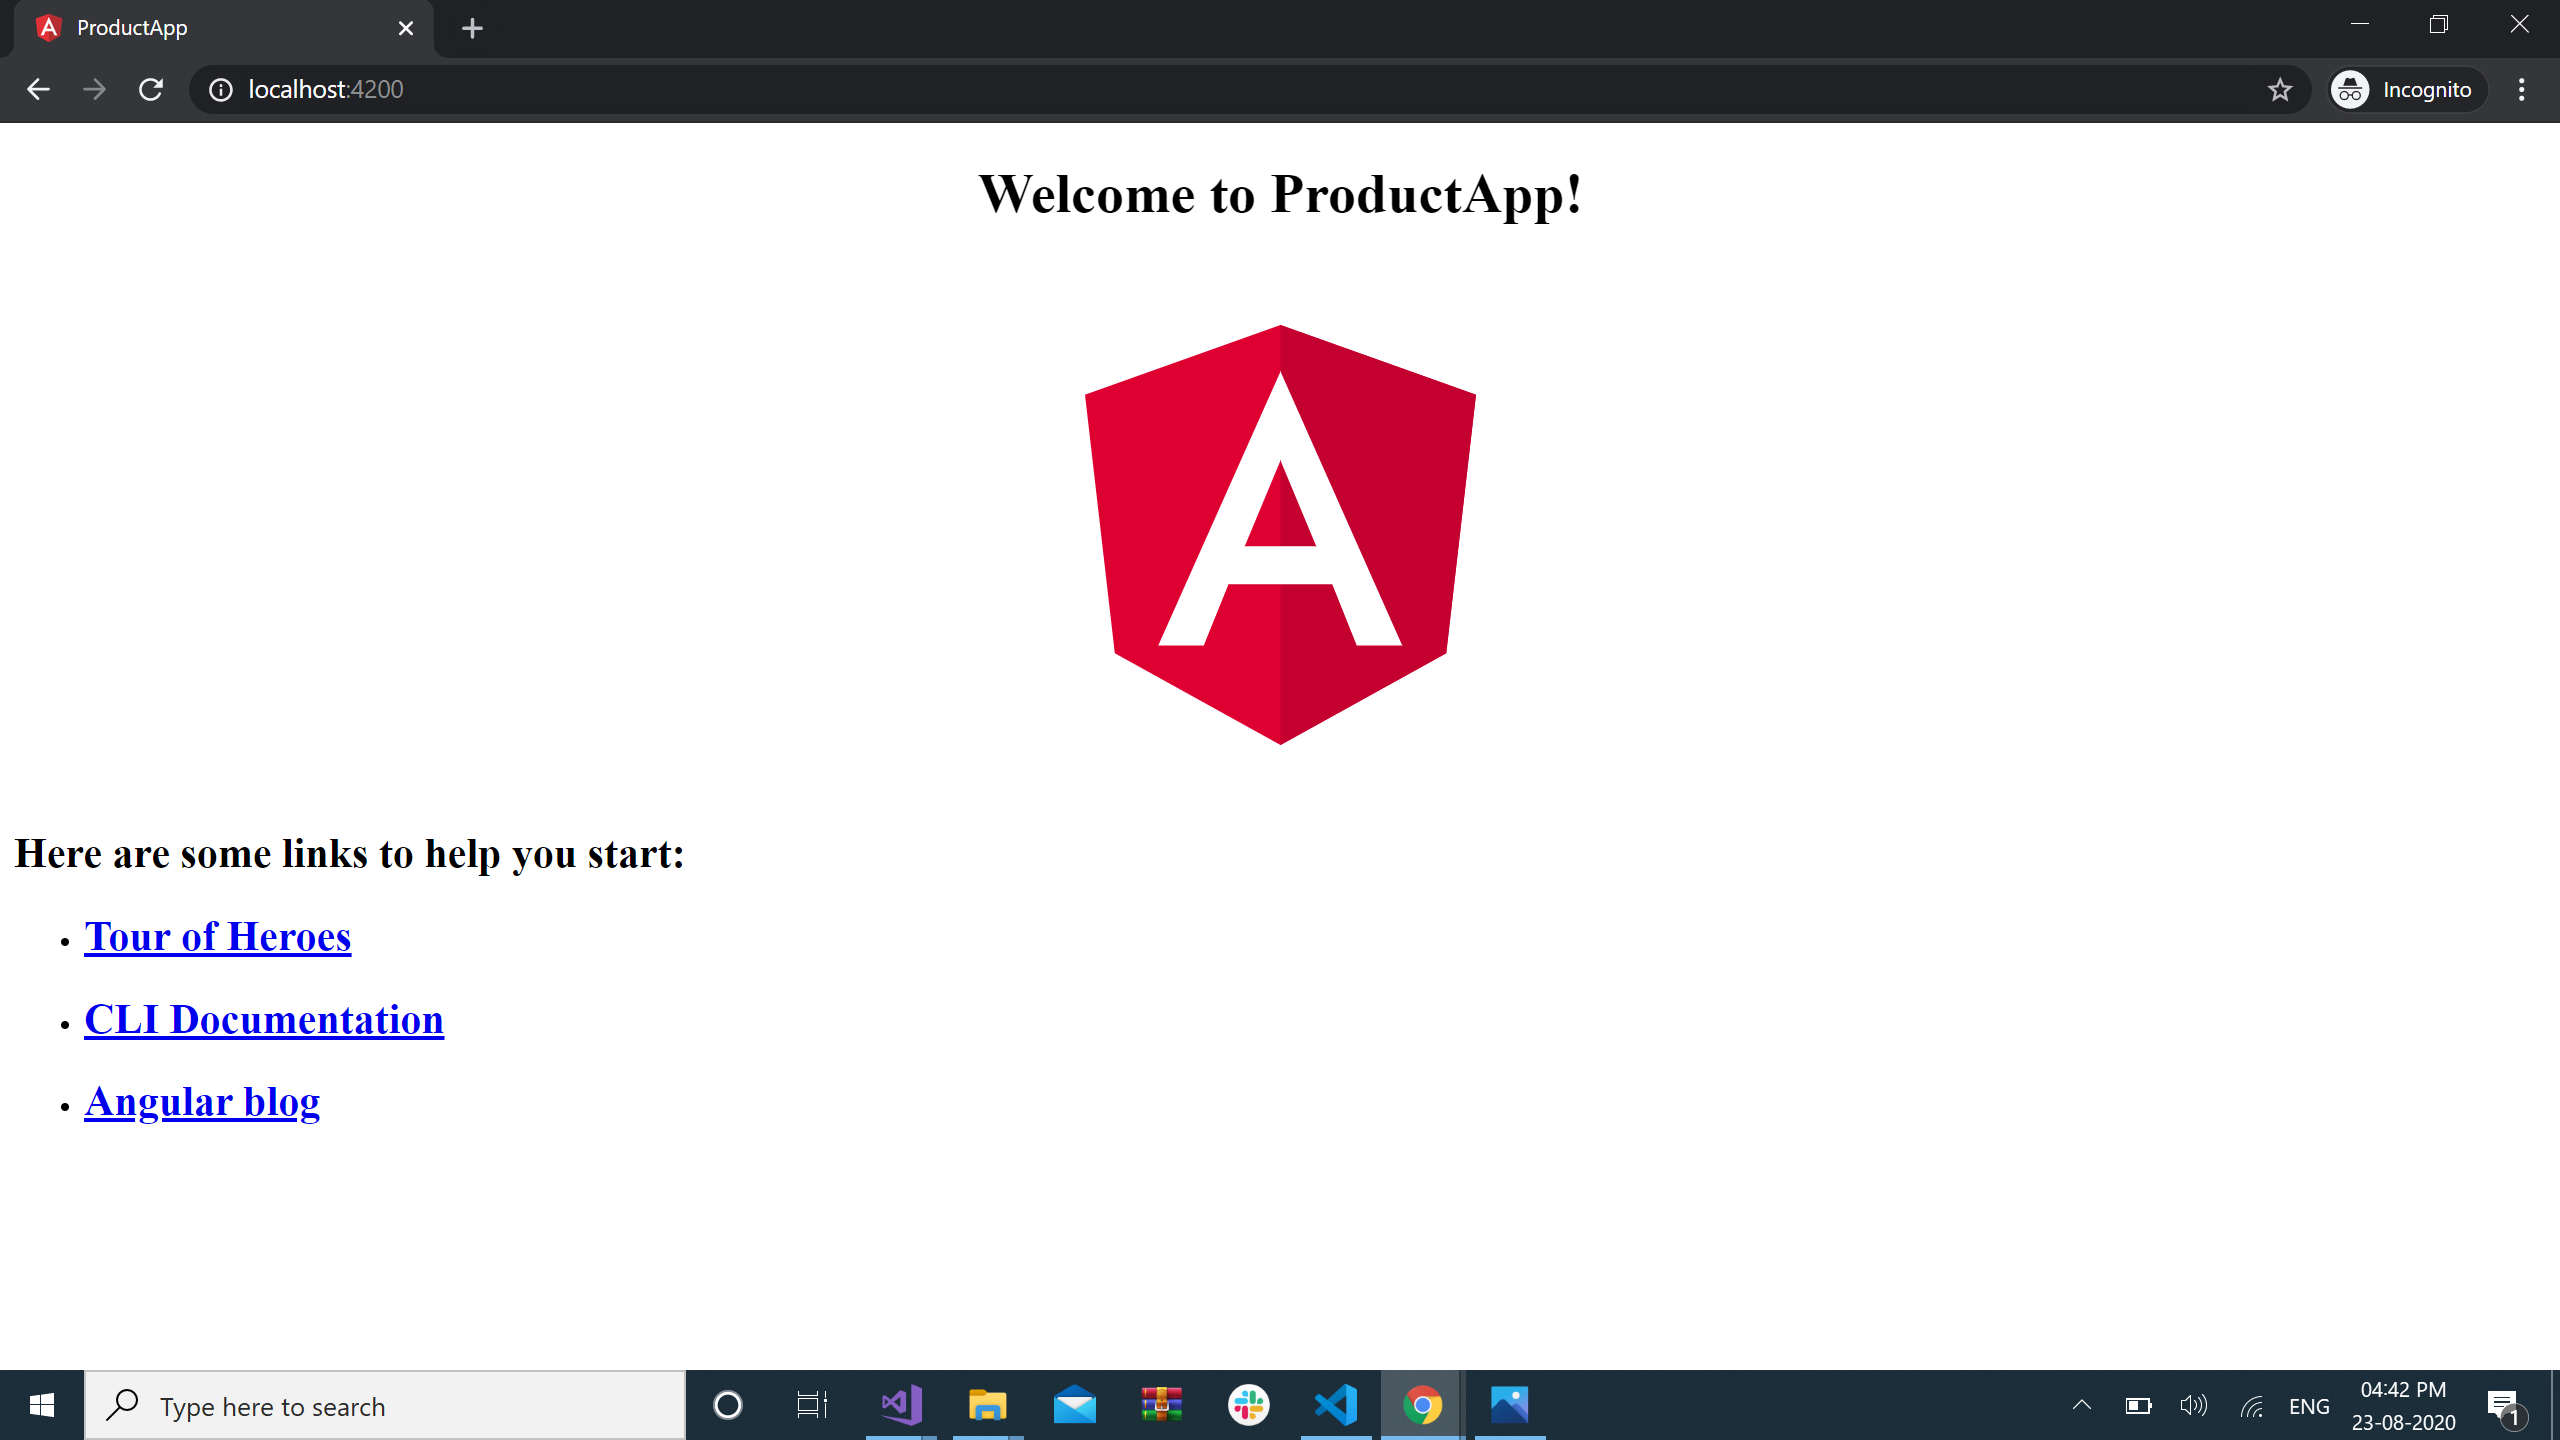 ProductApp
localhost:4200
Incognito
Welcome to ProductApp!
Here are some links to help you start:
Tour of Heroes
CLI Documentation
Angular blog
Type here to search
ENG
04:42 PM
23-08-2020
1